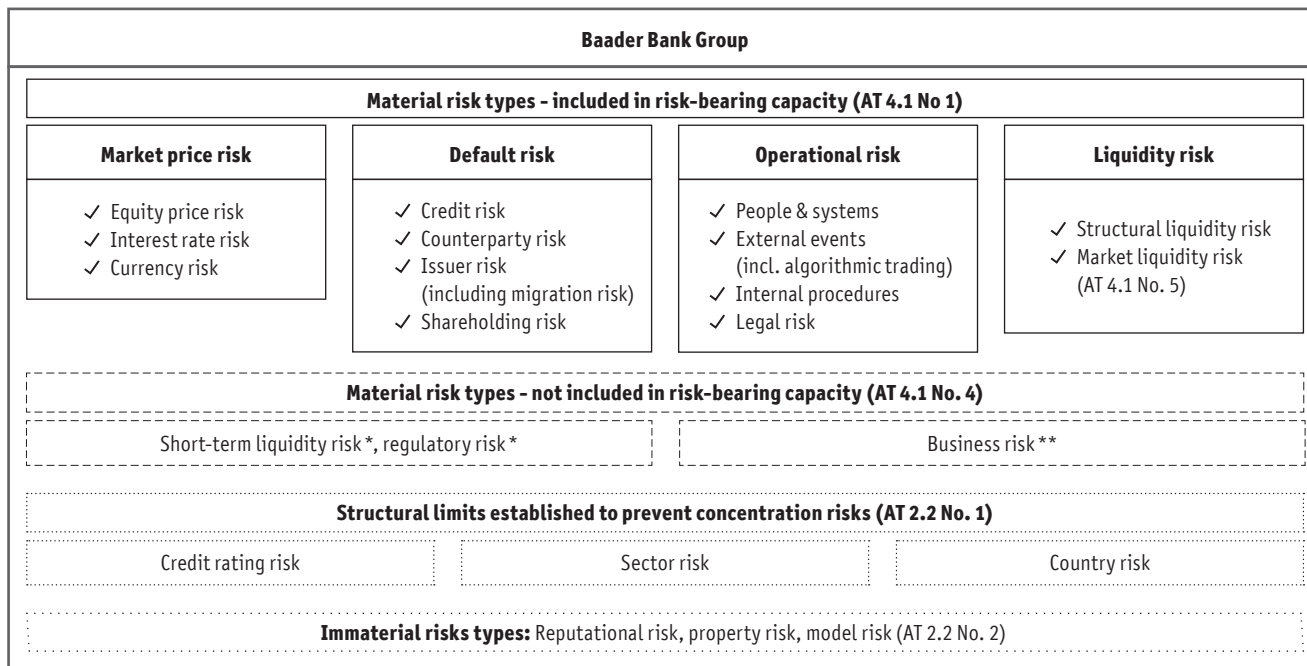 Baader Bank Group
Material risk types - included in risk-bearing capacity (AT 4.1 No 1)
Market price risk
✓ Equity price risk
✓ Interest rate risk
✓ Currency risk
Default risk
✓ Credit risk
✓ Counterparty risk
✓ Issuer risk
(including migration risk)
✓ Shareholding risk
Operational risk
✓ People & systems
✓ External events
(incl. algorithmic trading)
✓ Internal procedures
✓ Legal risk
Liquidity risk
✓ Structural liquidity risk
✓ Market liquidity risk
(AT 4.1 No. 5)
Material risk types - not included in risk-bearing capacity (AT 4.1 No. 4)
Short-term liquidity risk *, regulatory risk *
Business risk **
Structural limits established to prevent concentration risks (AT 2.2 No. 1)
Credit rating risk
Sector risk
Country risk
Immaterial risks types: Reputational risk, property risk, model risk (AT 2.2 No. 2)